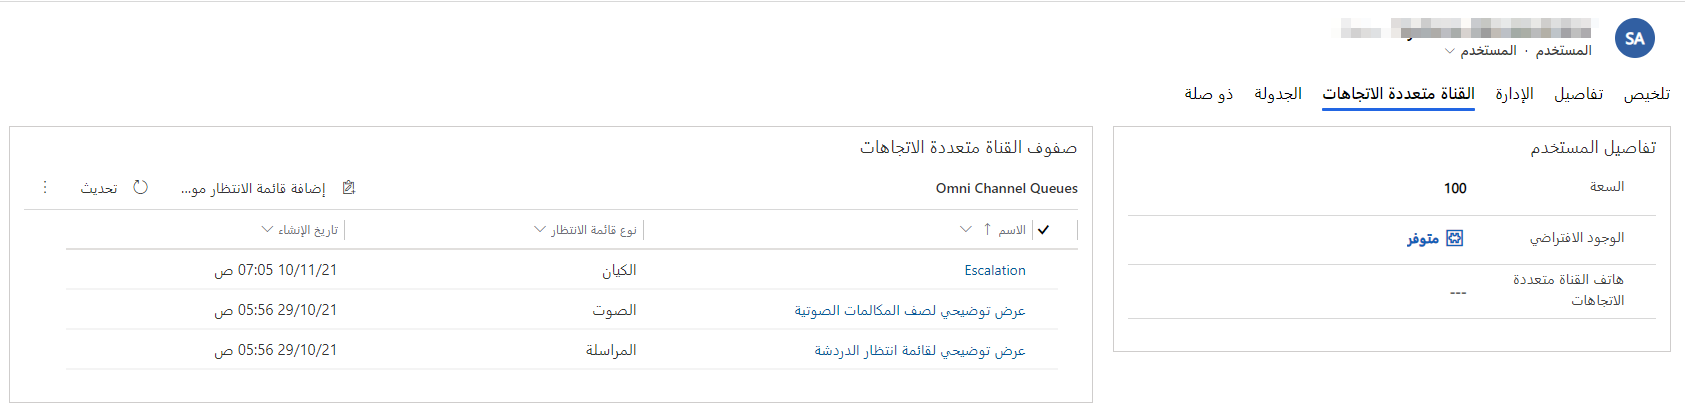 SA
المستخدم · المستخدم
تلخيص تفاصيل الإدارة القناة متعددة الاتجاهات الجدولة ذو صلة
تفاصيل المستخدم
السعة 100
الوجود الافتراضي متوفر
هاتف القناة متعددة الاتجاهات ---
صفوف القناة متعددة الاتجاهات
Omni Channel Queues
إضافة قائمة الانتظار مو... تحديث
الاسم نوع قائمة الانتظار تاريخ الإنشاء
Escalation الكيان 10/11/21 07:05 ص
عرض توضيحي لصف المكالمات الصوتية الصوت 29/10/21 05:56 ص
عرض توضيحي لقائمة انتظار الدردشة المراسلة 29/10/21 05:56 ص